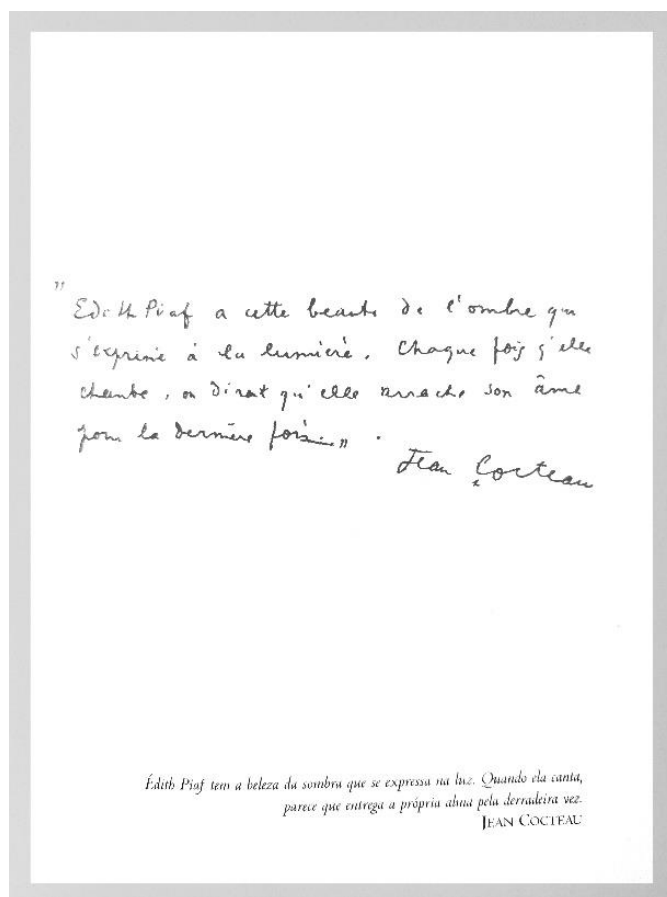 "Edith Piaf a cette beauté de l'ombre qui
s'exprime à la lumière. Chaque fois q'elle
chante, on dirait qu'elle arrache son âme
pour la dernière fois..." .
Jean Cocteau
Édith Piaf tem a beleza da sombra que se expressa na luz. Quando ela canta,
parece que entrega a própria alma pela derradeira vez.
JEAN COCTEAU